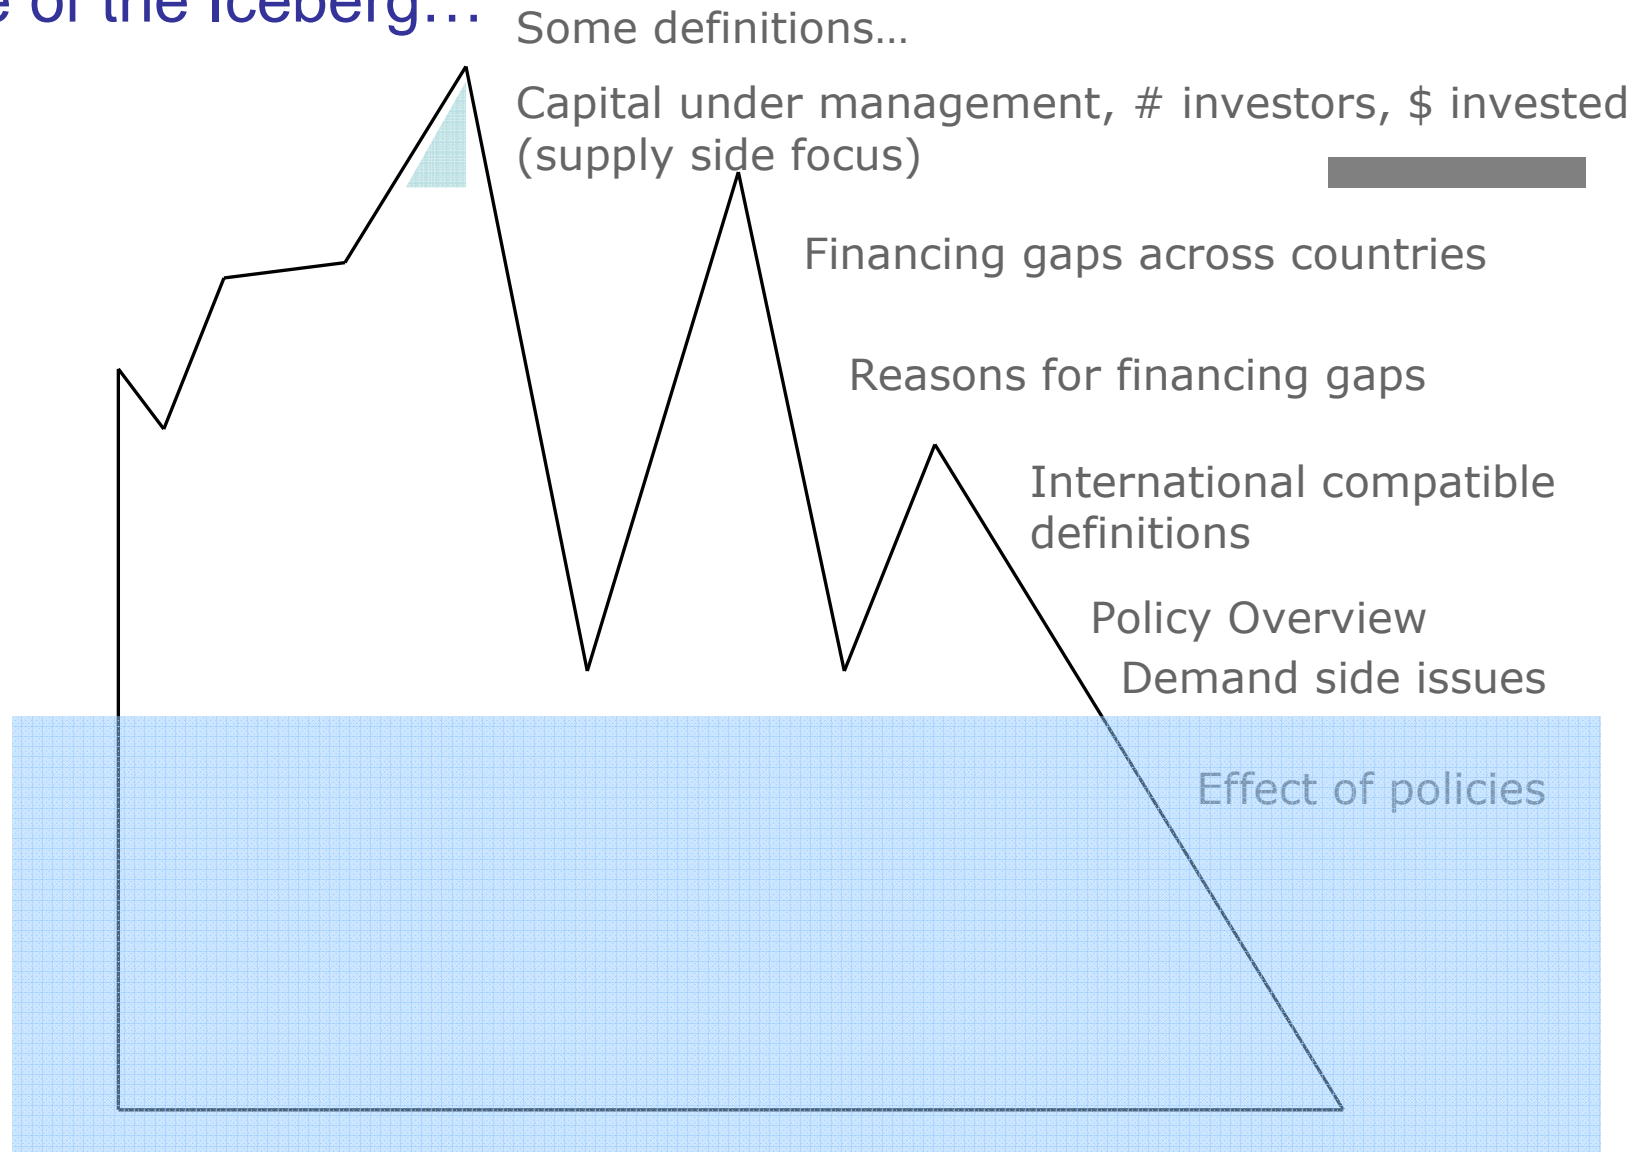 e of the Iceberg…
Some definitions…
Capital under management, # investors, $ invested
(supply side focus)
Financing gaps across countries
Reasons for financing gaps
International compatible
definitions
Policy Overview
Demand side issues
Effect of policies